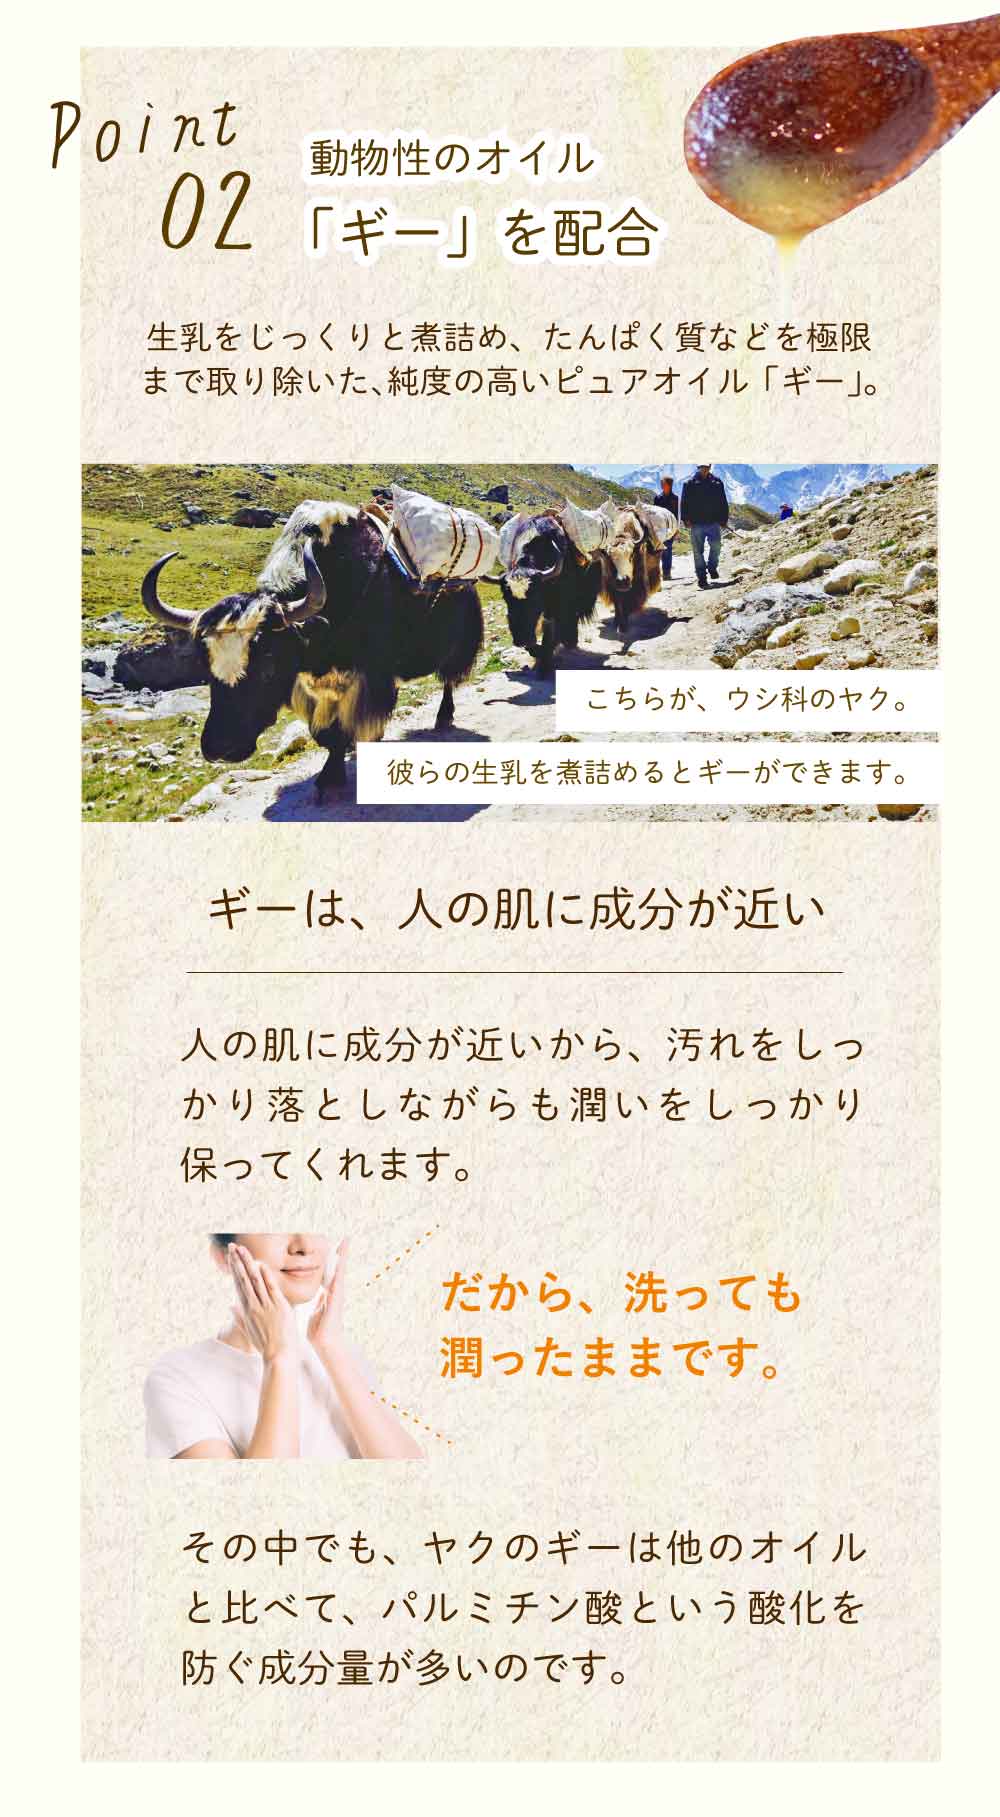 Point
02
動物性のオイル
「ギー」を配合
生乳をじっくりと煮詰め、たんぱく質などを極限
まで取り除いた、純度の高いピュアオイル「ギー」。
こちらが、ウシ科のヤク。
彼らの生乳を煮詰めるとギーができます。
ギーは、人の肌に成分が近い
人の肌に成分が近いから、汚れをしっ
かり落としながらも潤いをしっかり
保ってくれます。
だから、洗っても
潤ったままです。
その中でも、ヤクのギーは他のオイル
と比べて、パルミチン酸という酸化を
防ぐ成分量が多いのです。